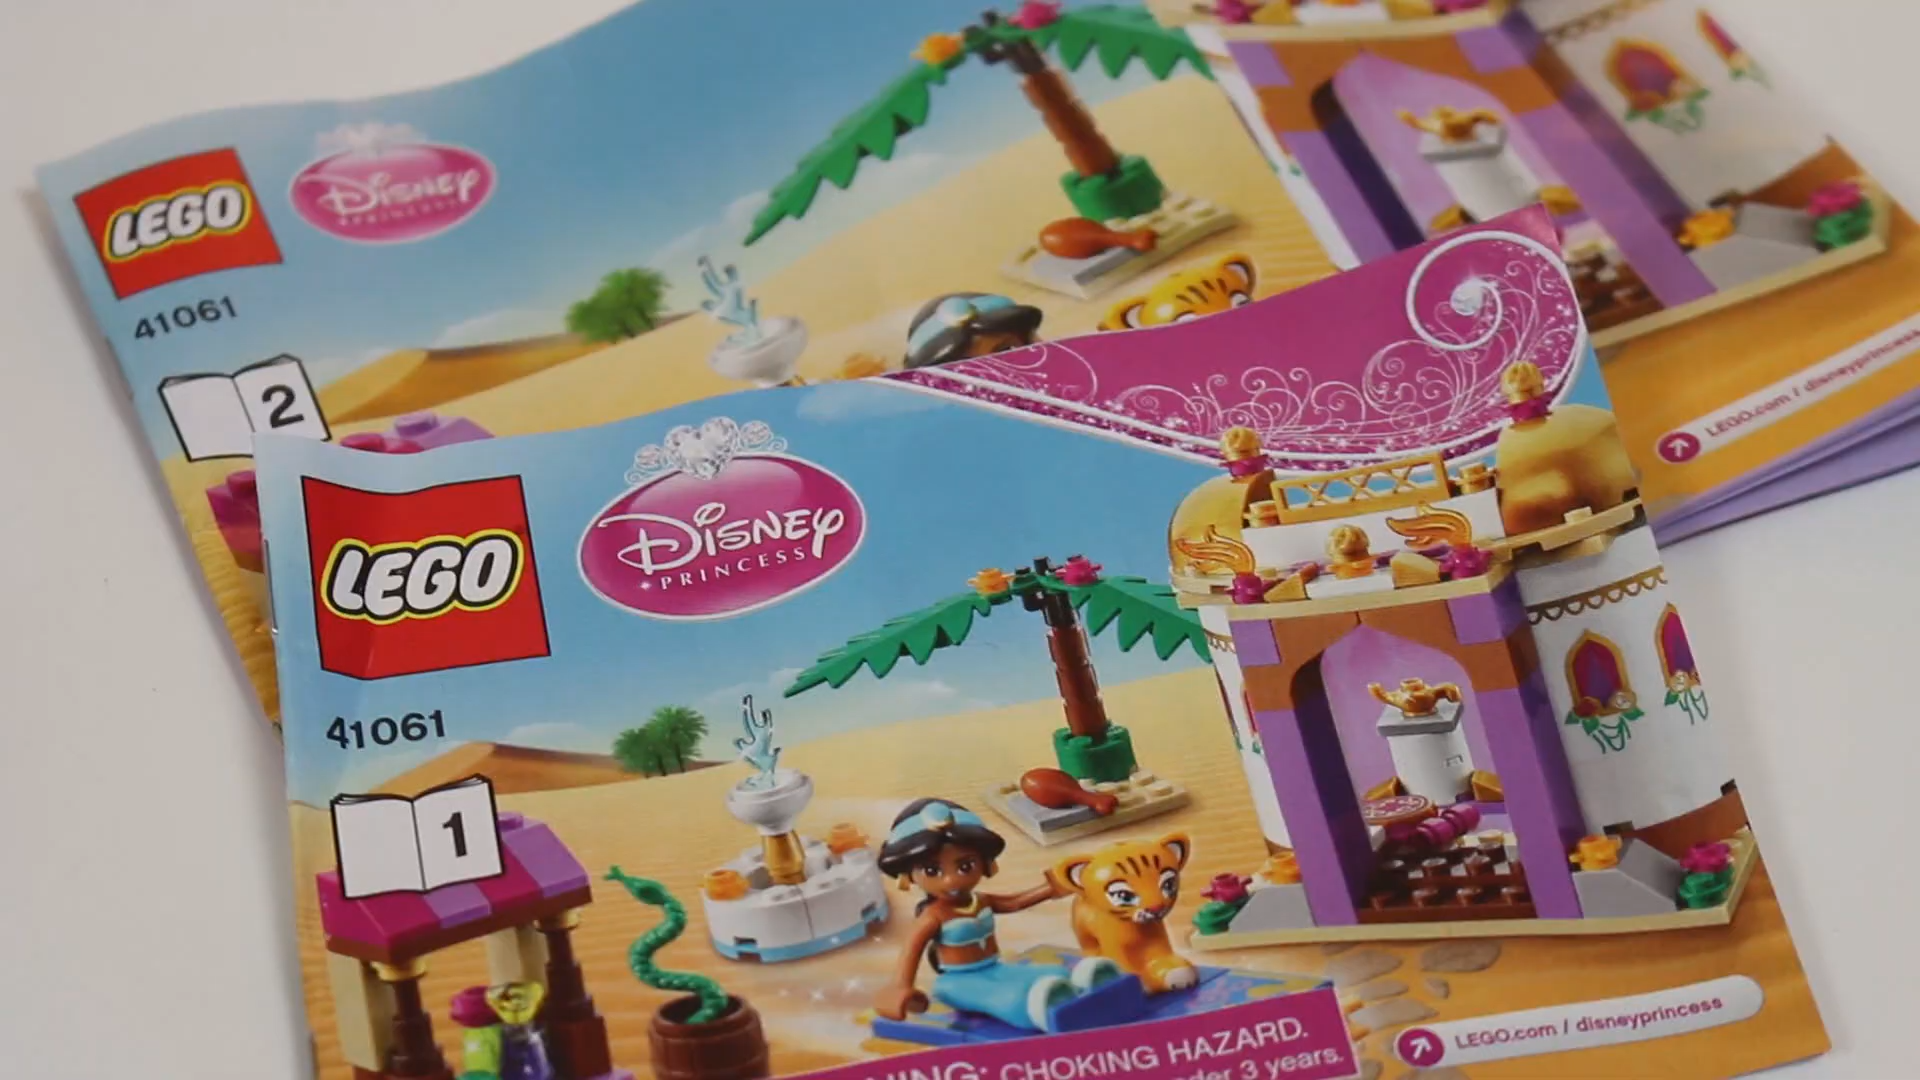 LEGO
Disney
PRINCESS
41061
2
LEGO.com / disneyprincess
LEGO
Disney
PRINCESS
41061
1
CHOKING HAZARD.
3 years.
LEGO.com / disneyprincess